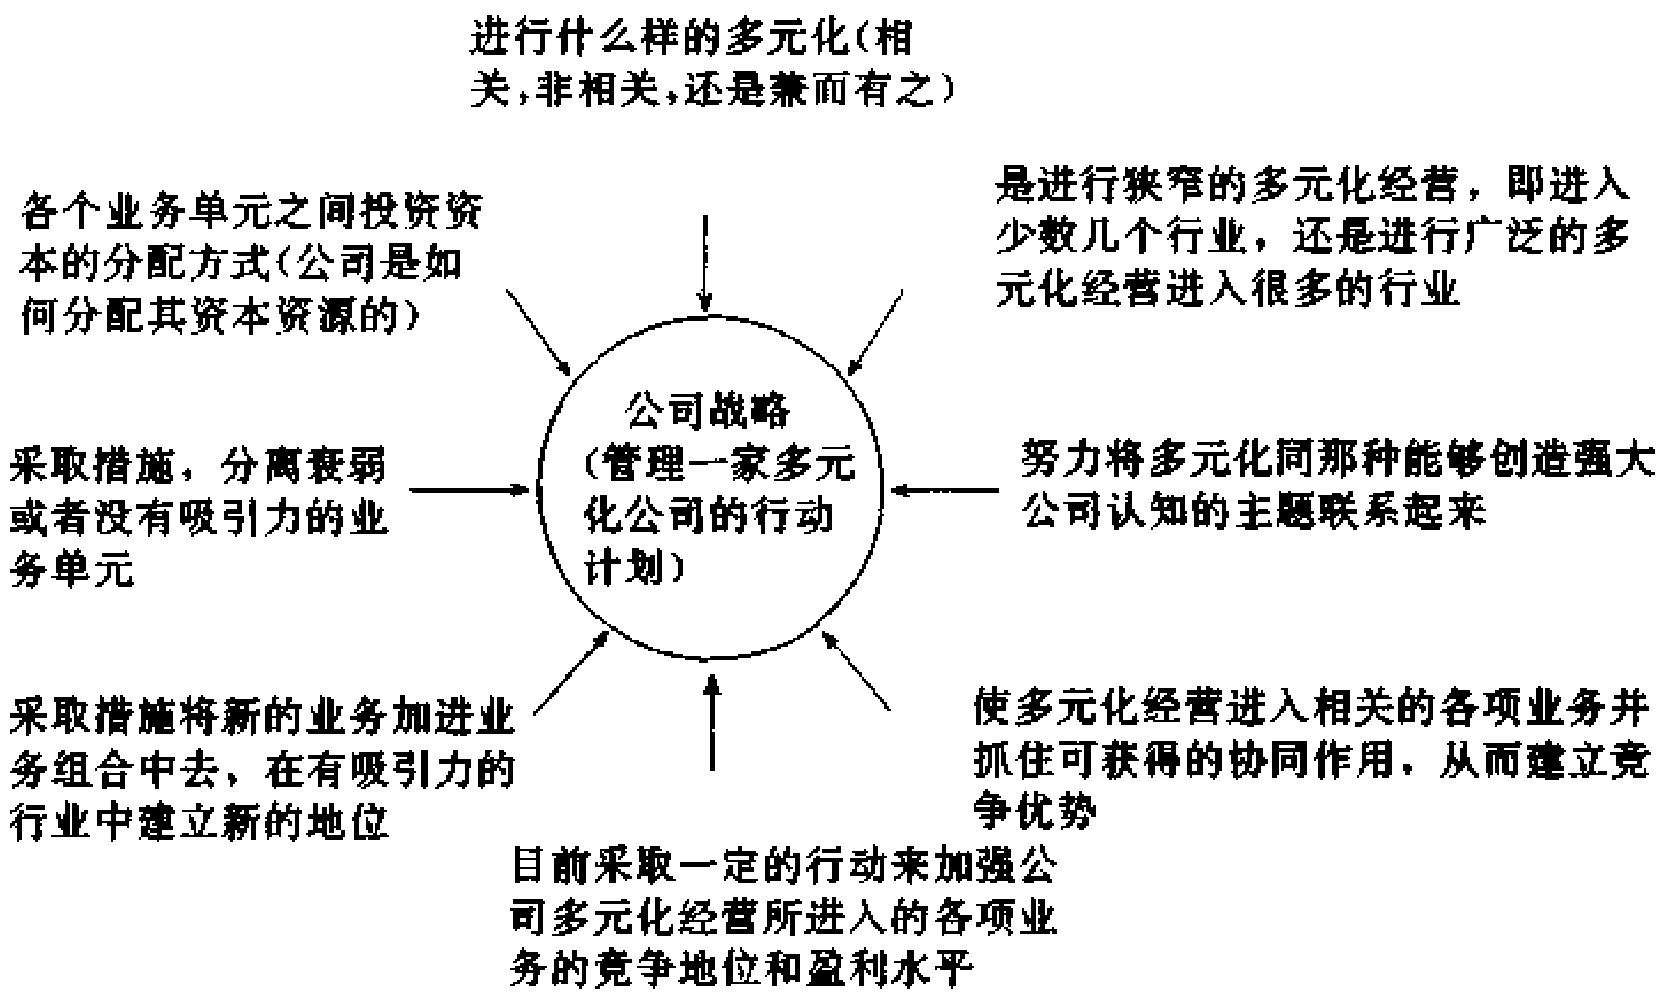 进行什么样的多元化(相
关,非相关,还是兼而有之)
各个业务单元之间投资资
本的分配方式(公司是如
何分配其资本资源的)
是进行狭窄的多元化经营，即进入
少数几个行业，还是进行广泛的多
元化经营进入很多的行业
公司战略
(管理一家多元
化公司的行动
计划)
采取措施，分离衰弱
或者没有吸引力的业
务单元
努力将多元化同那种能够创造强大
公司认知的主题联系起来
采取措施将新的业务加进业
务组合中去，在有吸引力的
行业中建立新的地位
使多元化经营进入相关的各项业务并
抓住可获得的协同作用，从而建立竞
争优势
目前采取一定的行动来加强公
司多元化经营所进入的各项业
务的竞争地位和盈利水平